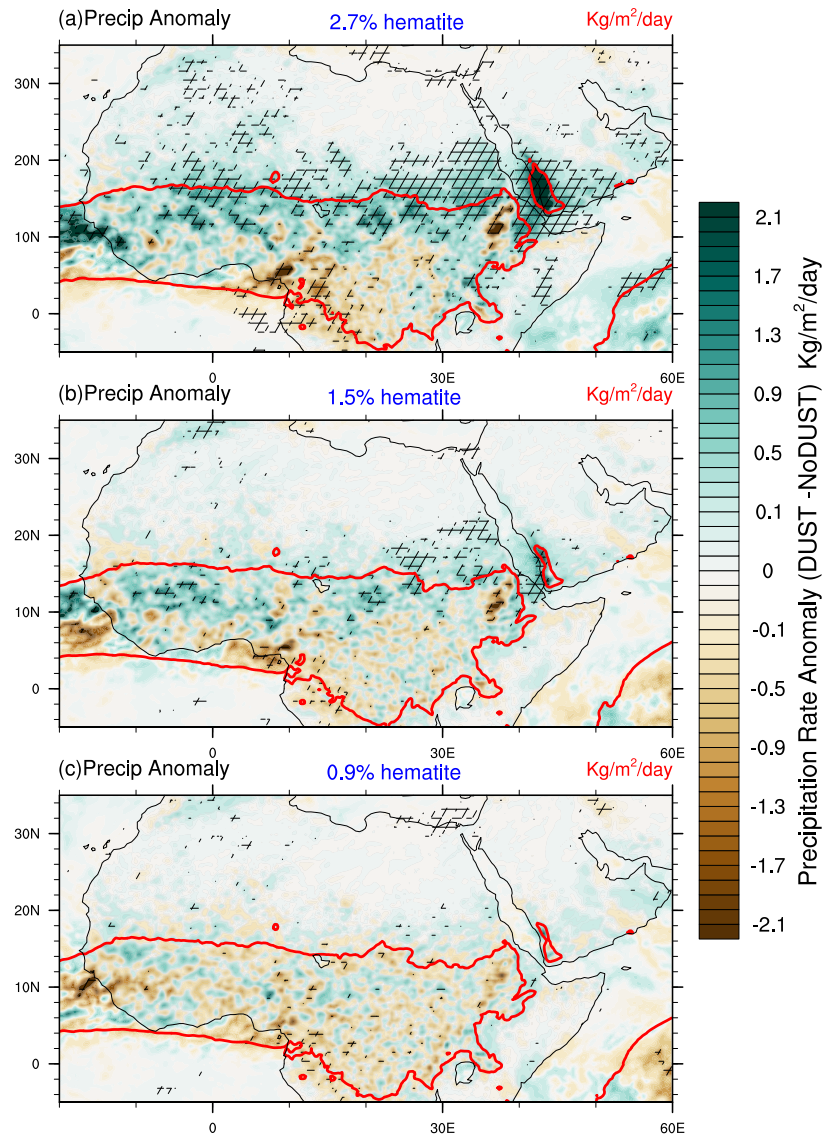 (a)Precip Anomaly 2.7% hematite Kg/m²/day
30N
20N
10N
0
0 30E 60E
(b)Precip Anomaly 1.5% hematite Kg/m²/day
30N
20N
10N
0
0 30E 60E
(c)Precip Anomaly 0.9% hematite Kg/m²/day
30N
20N
10N
0
0 30E 60E
2.1
1.7
1.3
0.9
0.5
0.1
0
-0.1
-0.5
-0.9
-1.3
-1.7
-2.1
Precipitation Rate Anomaly (DUST -NoDUST) Kg/m²/day